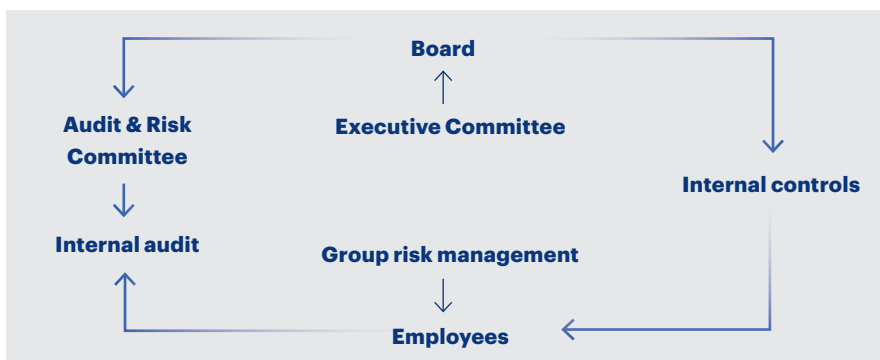 Board
Audit & Risk
Committee
Executive Committee
Internal controls
Internal audit
Group risk management
Employees